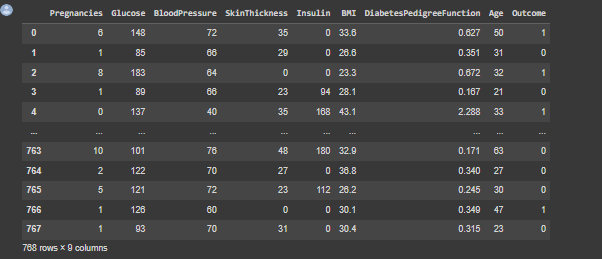 Pregnancies Glucose BloodPressure SkinThickness Insulin BMI DiabetesPedigreeFunction Age Outcome
0 6 148 72 35 0 33.6 0.627 50 1
1 1 85 66 29 0 26.6 0.351 31 0
2 8 183 64 0 0 23.3 0.672 32 1
3 1 89 66 23 94 28.1 0.167 21 0
4 0 137 40 35 168 43.1 2.288 33 1
... ... ... ... ... ... ... ... ... ...
763 10 101 76 48 180 32.9 0.171 63 0
764 2 122 70 27 0 36.8 0.340 27 0
765 5 121 72 23 112 26.2 0.245 30 0
766 1 126 60 0 0 30.1 0.349 47 1
767 1 93 70 31 0 30.4 0.315 23 0
768 rows × 9 columns